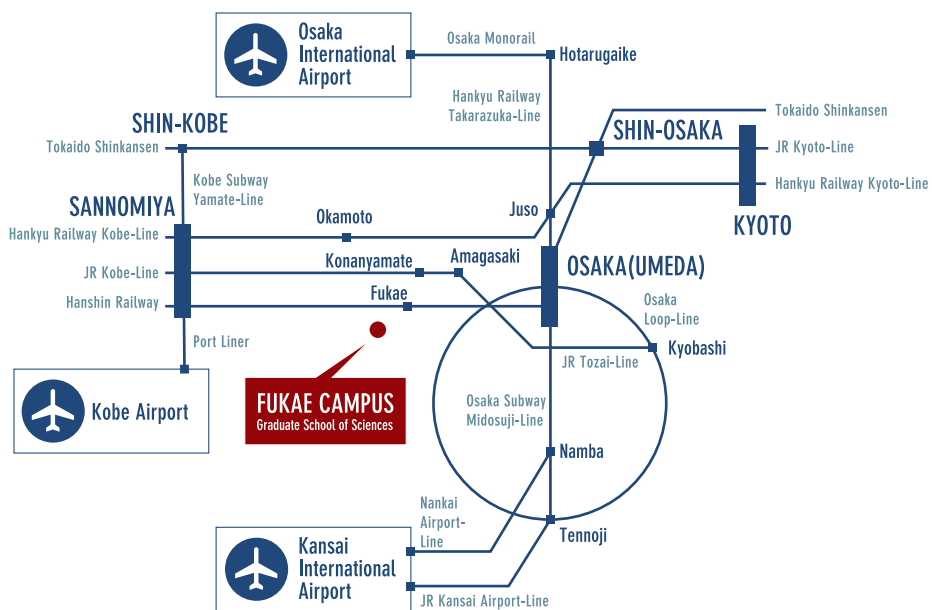 Osaka
International
Airport
Osaka Monorail
Hotarugaike
Hankyu Railway
Takarazuka-Line
SHIN-KOBE
Tokaido Shinkansen
SHIN-OSAKA
Tokaido Shinkansen
JR Kyoto-Line
Hankyu Railway Kyoto-Line
KYOTO
Kobe Subway
Yamate-Line
SANNOMIYA
Okamoto
Juso
Hankyu Railway Kobe-Line
Konanyamate
Amagasaki
OSAKA(UMEDA)
JR Kobe-Line
Fukae
Hanshin Railway
Osaka
Loop-Line
Port Liner
Kyobashi
JR Tozai-Line
Kobe Airport
FUKAE CAMPUS
Graduate School of Sciences
Osaka Subway
Midosuji-Line
Namba
Nankai
Airport-
Line
Tennoji
Kansai
International
Airport
JR Kansai Airport-Line